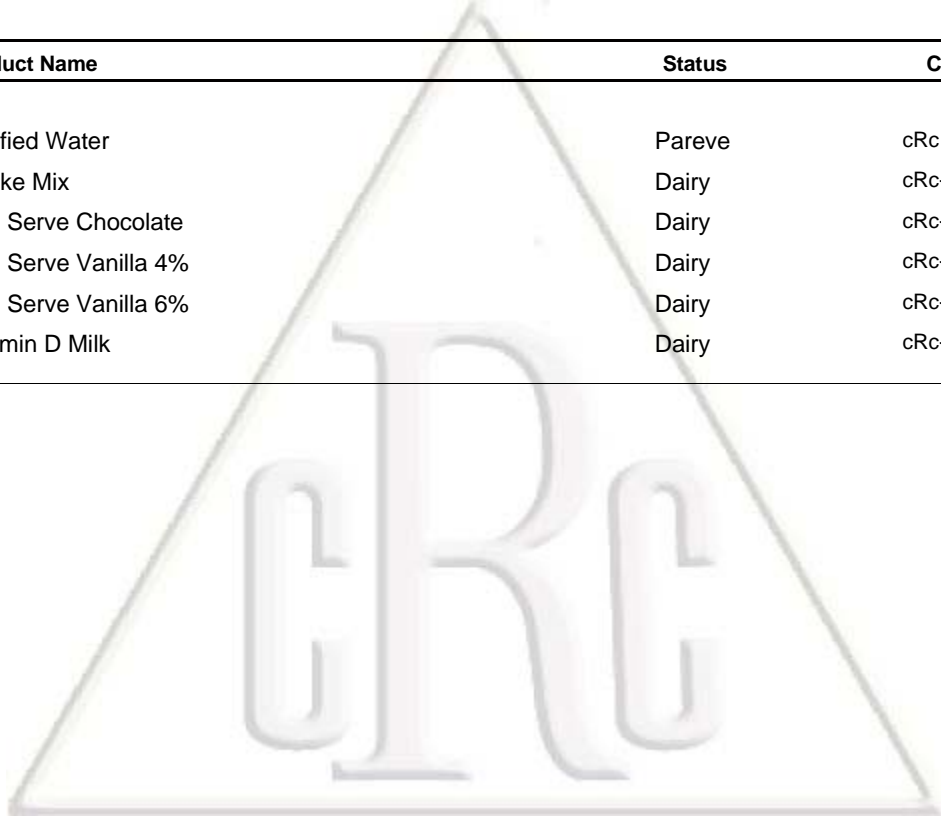 duct Name Status C
fied Water Pareve cRc
ke Mix Dairy cRc-
Serve Chocolate Dairy cRc-
Serve Vanilla 4% Dairy cRc-
Serve Vanilla 6% Dairy cRc-
min D Milk Dairy cRc-
cRc